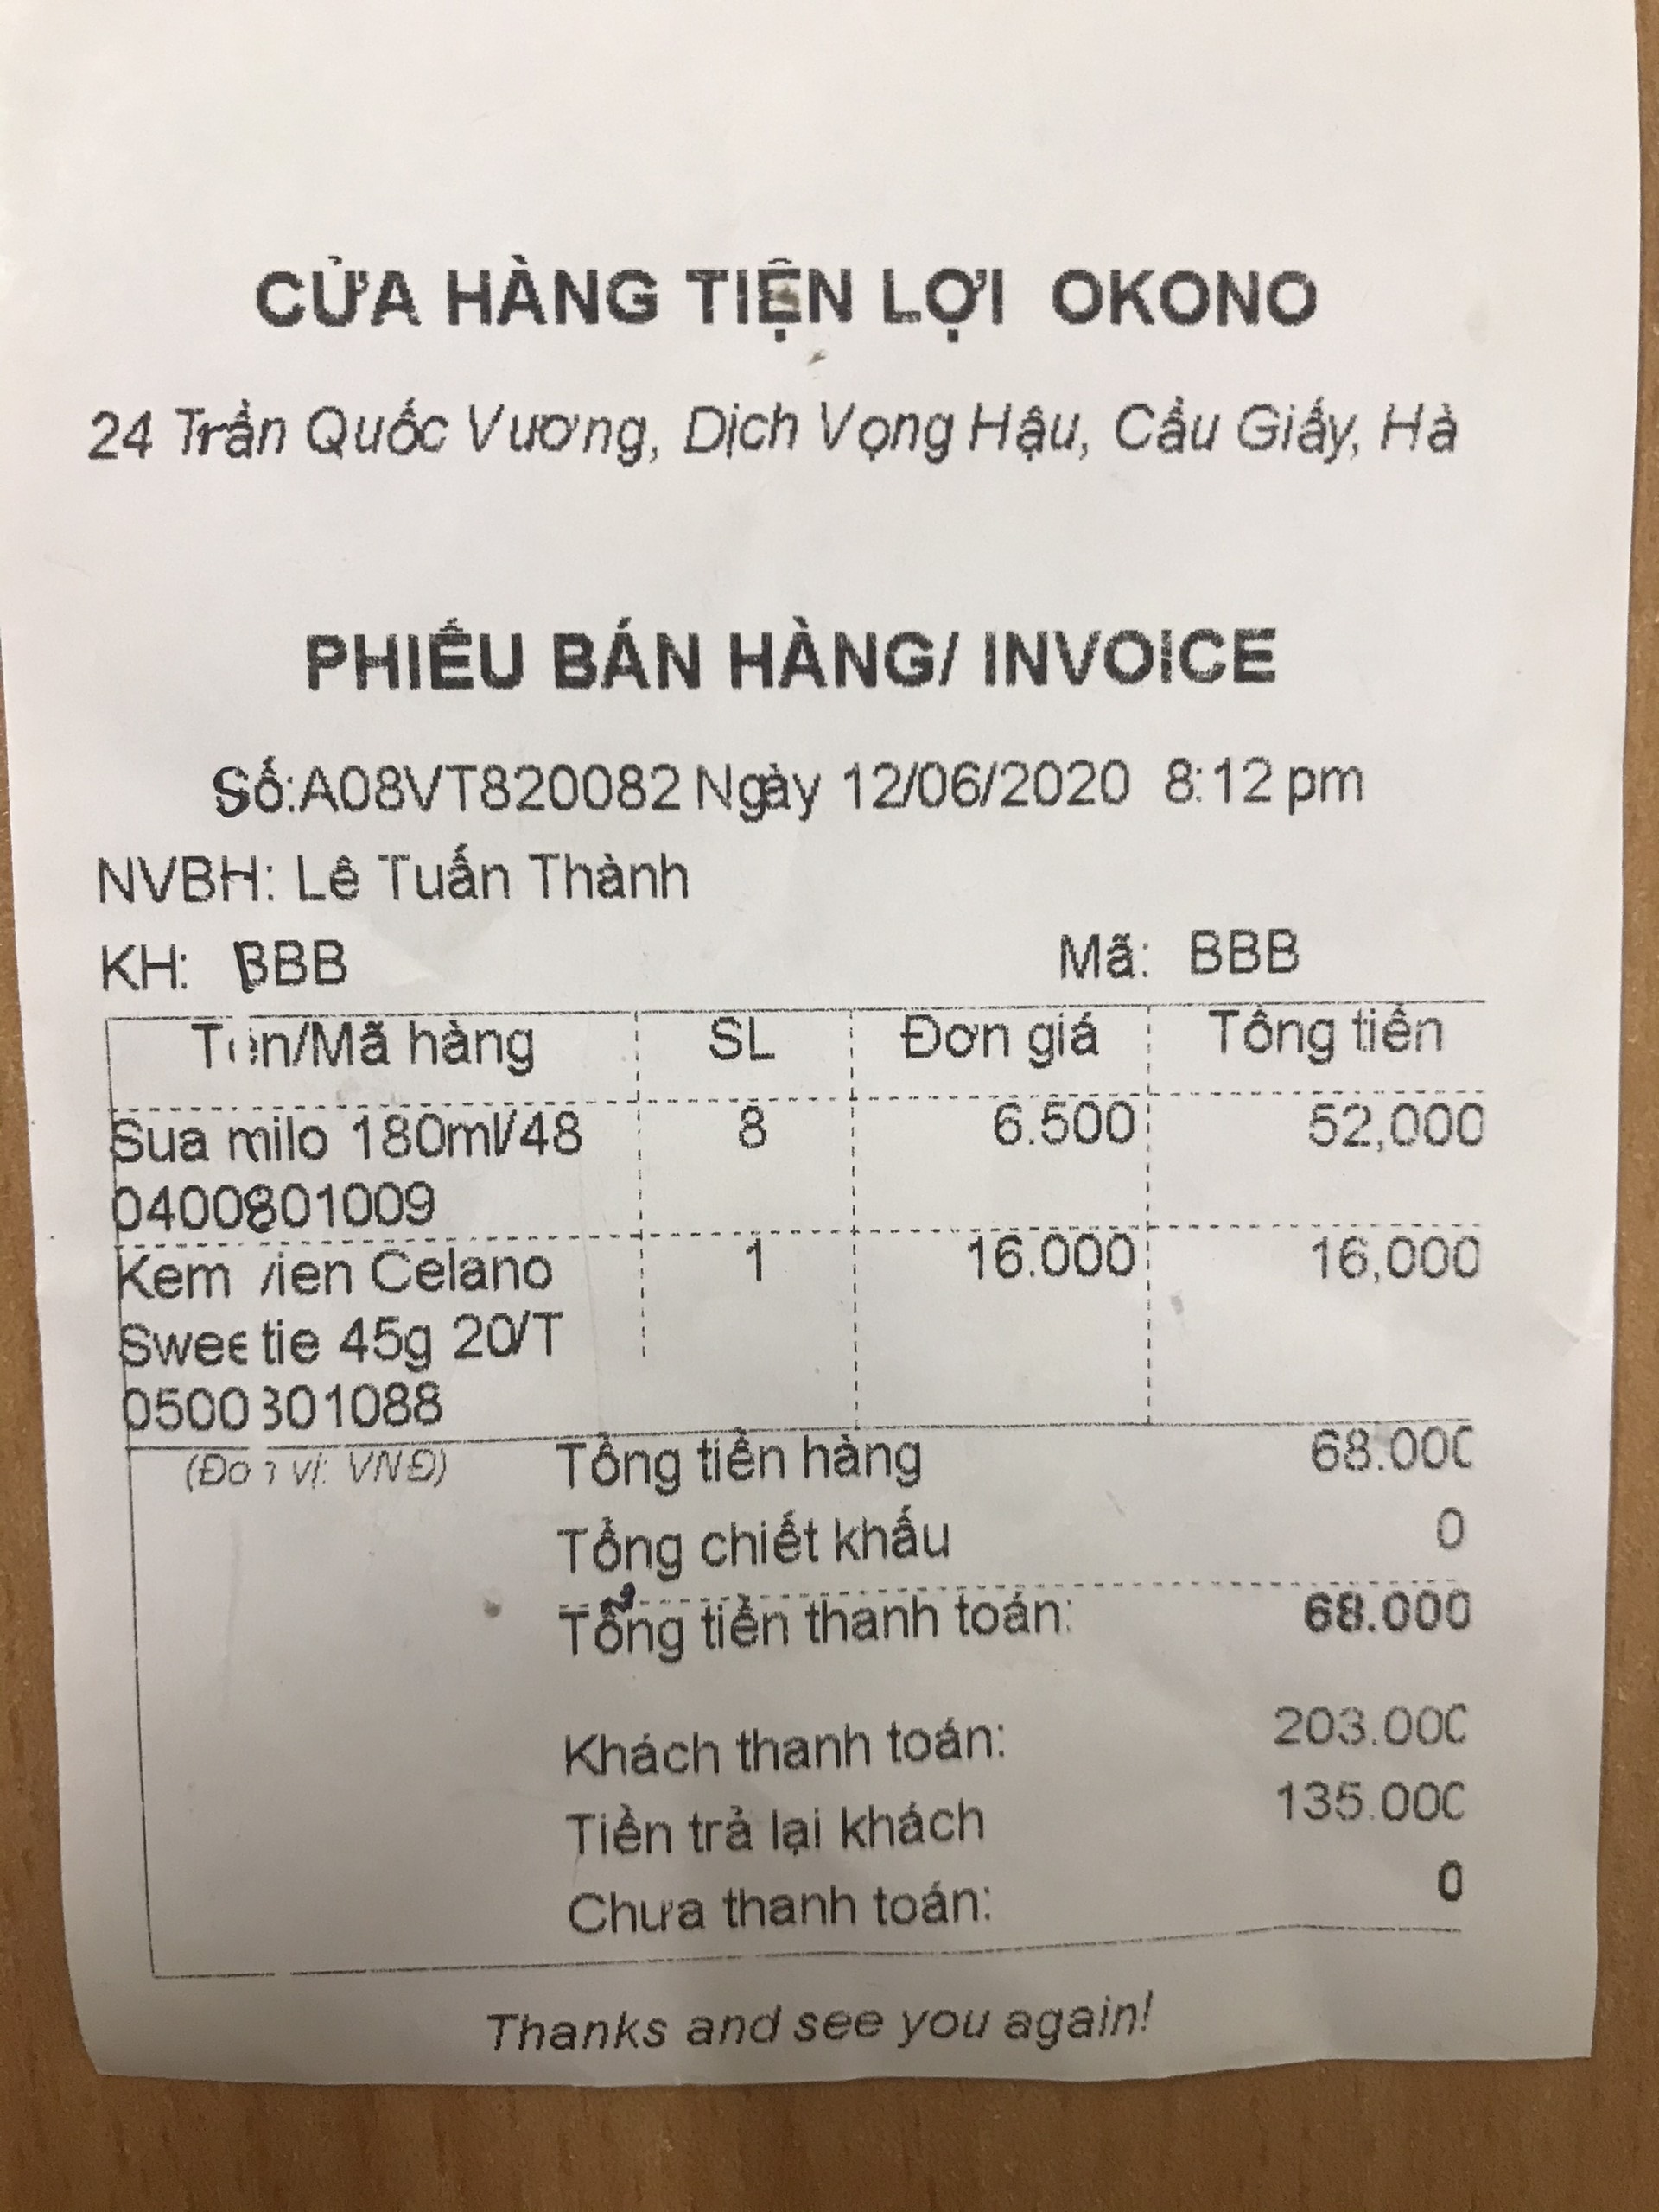 CỬA HÀNG TIỆN LỢI OKONO
24 Trần Quốc Vương, Dịch Vọng Hậu, Cầu Giấy, Hà
PHIẾU BÁN HÀNG/ INVOICE
Số:A08VT820082 Ngày 12/06/2020 8:12 pm
NVBH: Lê Tuấn Thành
KH: BBB Mã: BBB
Tên/Mã hàng SL Đơn giá Tổng tiền
Sua milo 180ml/48 8 6.500 52,000
0400801009
Kem vien Celano 1 16.000 16,000
Sweetie 45g 20/T
0500801088
(Đơn vị: VNĐ) Tổng tiền hàng 68.000
Tổng chiết khấu 0
Tổng tiền thanh toán: 68.000
Khách thanh toán: 203.000
Tiền trả lại khách 135.000
Chưa thanh toán: 0
Thanks and see you again!